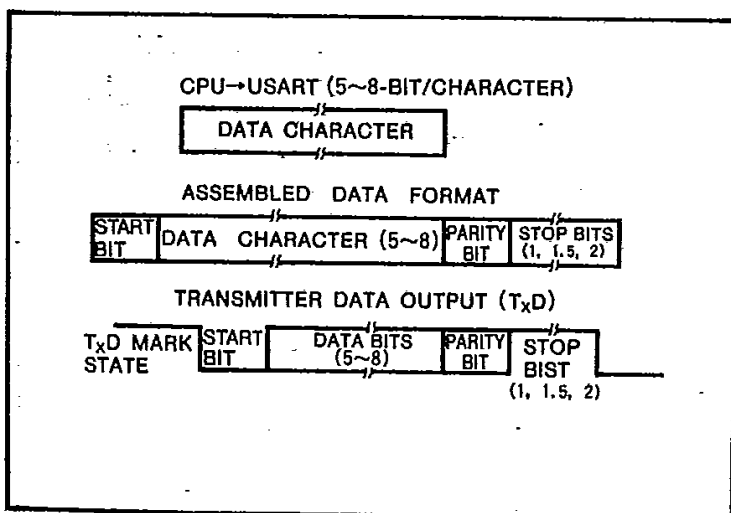 CPU→USART (5~8-BIT/CHARACTER)
DATA CHARACTER
ASSEMBLED DATA FORMAT
START BIT
DATA CHARACTER (5~8)
PARITY BIT
STOP BITS (1, 1.5, 2)
TRANSMITTER DATA OUTPUT (TxD)
TxD MARK STATE
START BIT
DATA BITS (5~8)
PARITY BIT
STOP BIST (1, 1.5, 2)